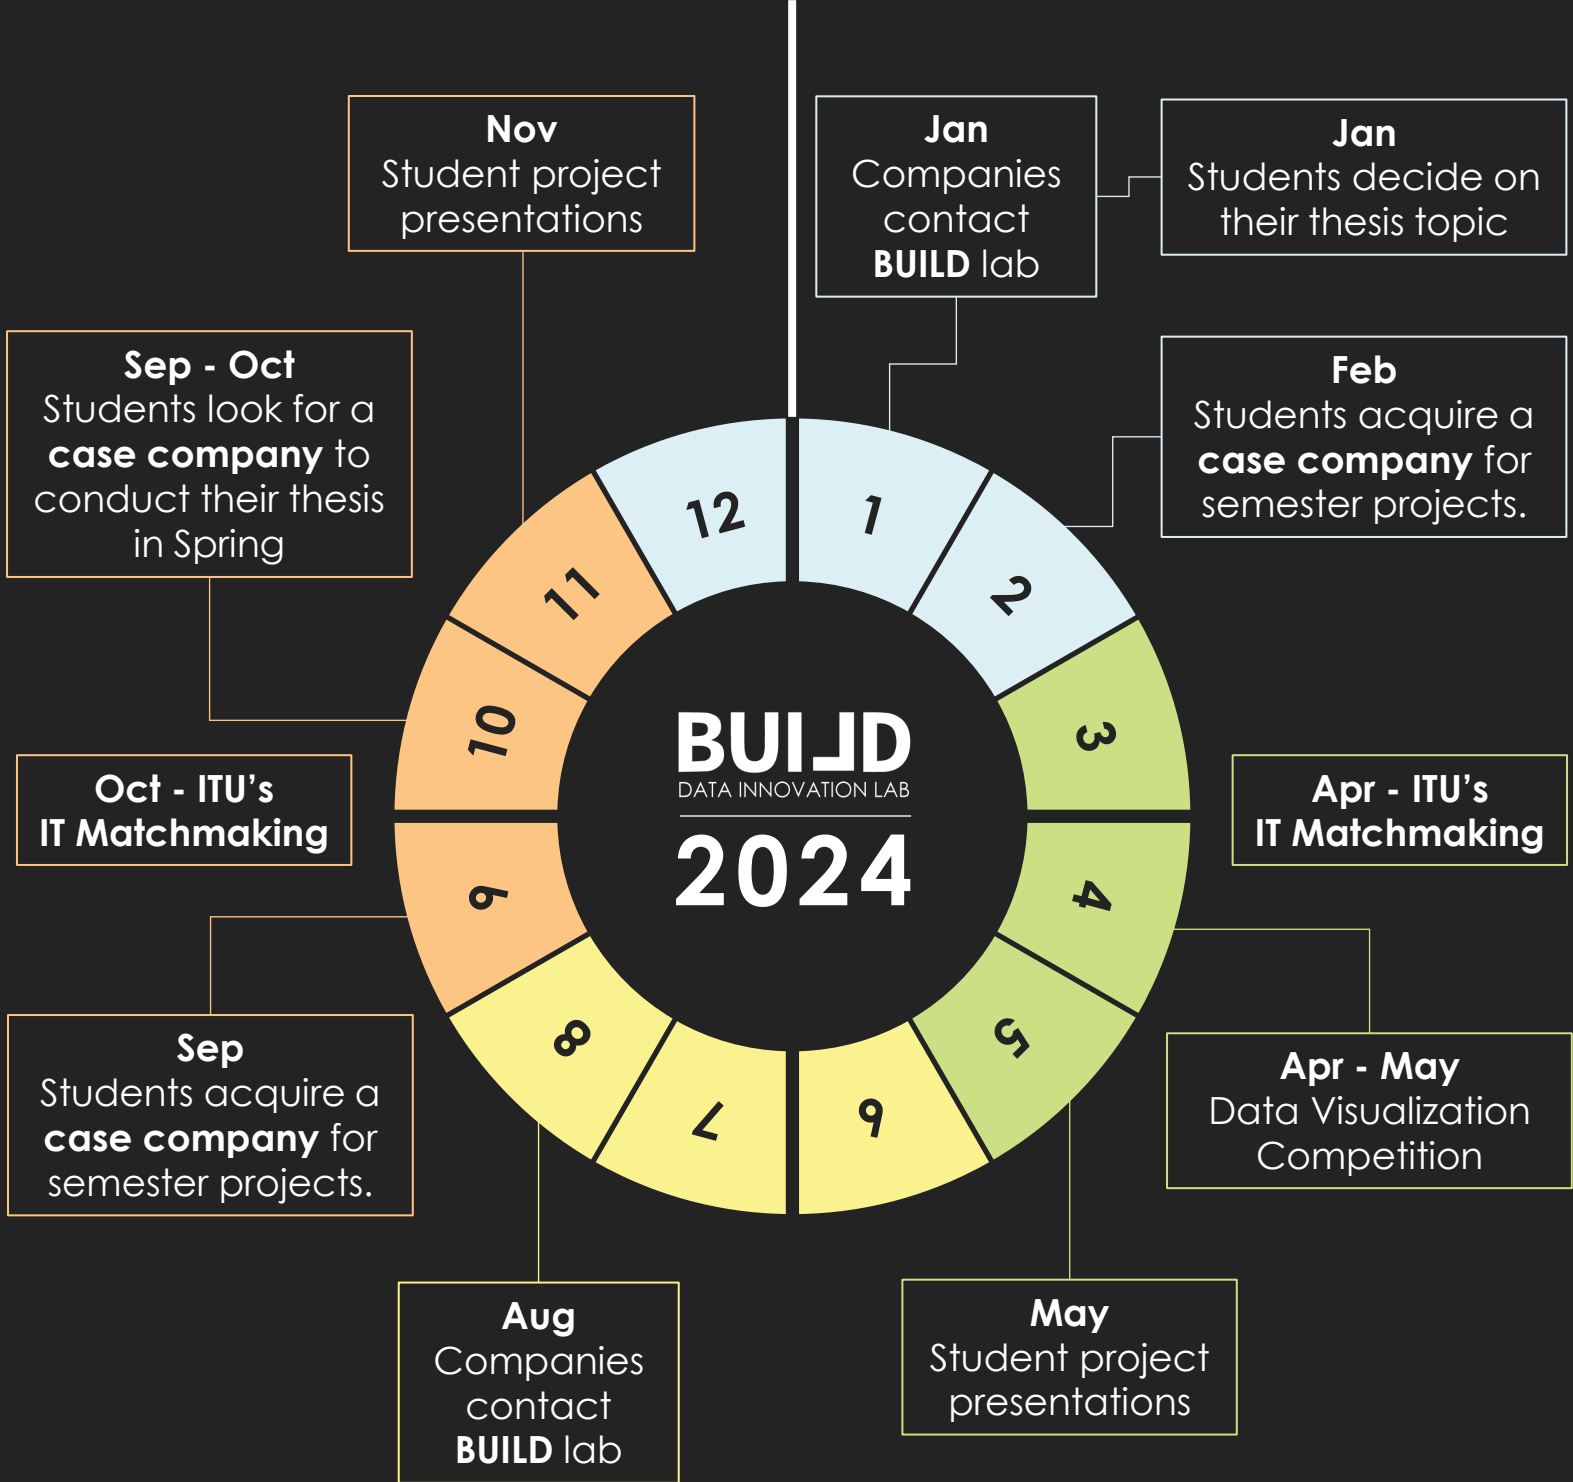 Nov
Student project
presentations
Jan
Companies
contact
BUILD lab
Jan
Students decide on
their thesis topic
Sep - Oct
Students look for a
case company to
conduct their thesis
in Spring
Feb
Students acquire a
case company for
semester projects.
12
1
2
3
4
5
6
7
8
9
10
11
BUILD
DATA INNOVATION LAB
2024
Oct - ITU's
IT Matchmaking
Apr - ITU's
IT Matchmaking
Sep
Students acquire a
case company for
semester projects.
Apr - May
Data Visualization
Competition
Aug
Companies
contact
BUILD lab
May
Student project
presentations